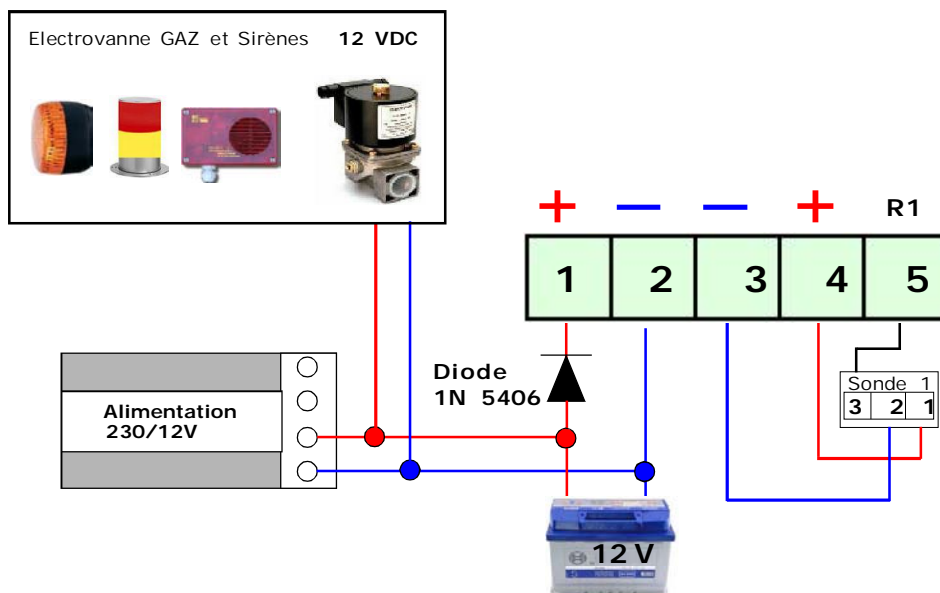 Electrovanne GAZ et Sirènes 12 VDC
+ — — + R1
1 2 3 4 5
Diode
1N 5406
Alimentation
230/12V
Sonde 1
3 2 1
12 V